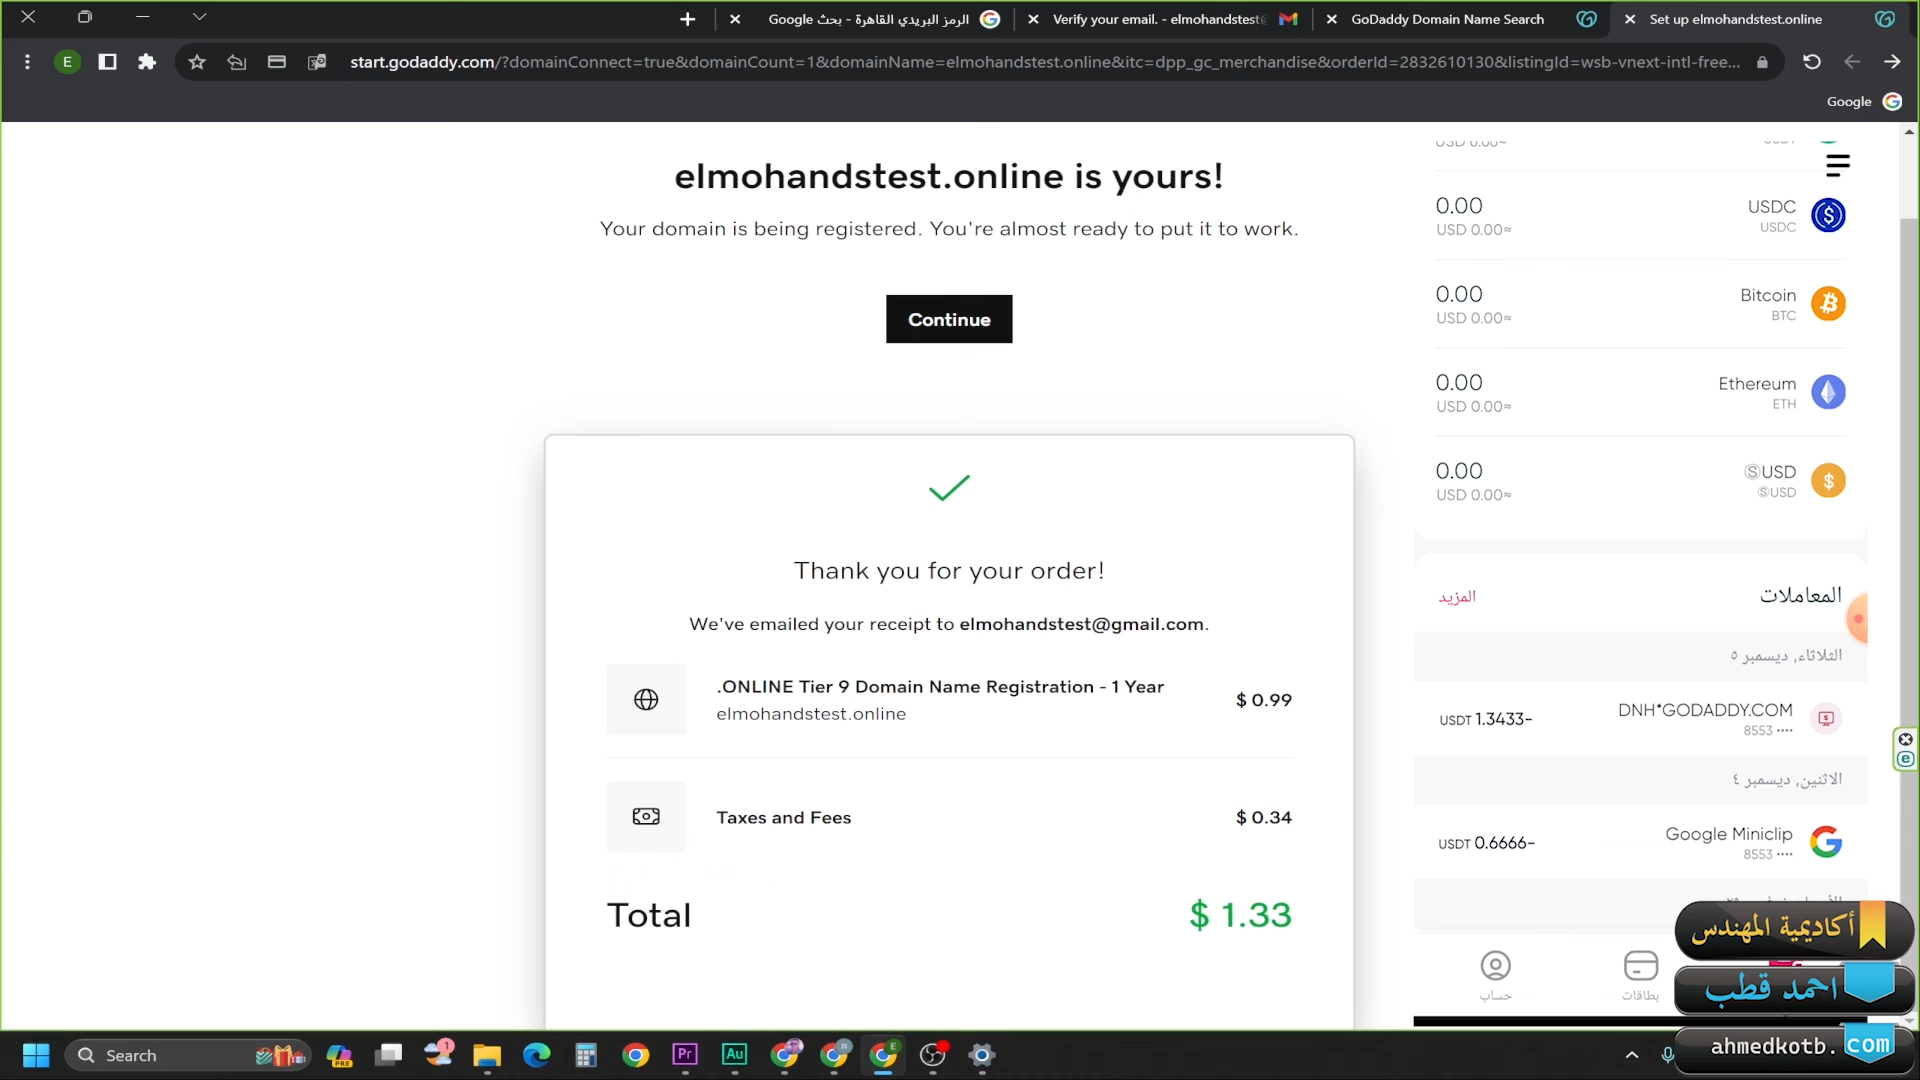 الرمز البريدي القاهرة - بحث Google
Verify your email. - elmohandstest@
GoDaddy Domain Name Search
Set up elmohandstest.online
E
start.godaddy.com/?domainConnect=true&domainCount=1&domainName=elmohandstest.online&itc=dpp_gc_merchandise&orderId=2832610130&listingId=wsb-vnext-intl-free...
Google
elmohandstest.online is yours!
Your domain is being registered. You're almost ready to put it to work.
Continue
Thank you for your order!
We've emailed your receipt to elmohandstest@gmail.com.
.ONLINE Tier 9 Domain Name Registration - 1 Year
elmohandstest.online
$ 0.99
Taxes and Fees
$ 0.34
Total
$ 1.33
0.00
USD 0.00≈
USDC
USDC
0.00
USD 0.00≈
Bitcoin
BTC
0.00
USD 0.00≈
Ethereum
ETH
0.00
USD 0.00≈
ⓈUSD
ⓈUSD
المعاملات
المزيد
الثلاثاء, ديسمبر ٥
DNH*GODADDY.COM
8553 ••••
USDT 1.3433-
الاثنين, ديسمبر ٤
Google Miniclip
8553 ••••
USDT 0.6666-
حساب
بطاقات
أكاديمية المهندس
احمد قطب
ahmedkotb.com
Search
PRE
1
Pr
Au
n
E